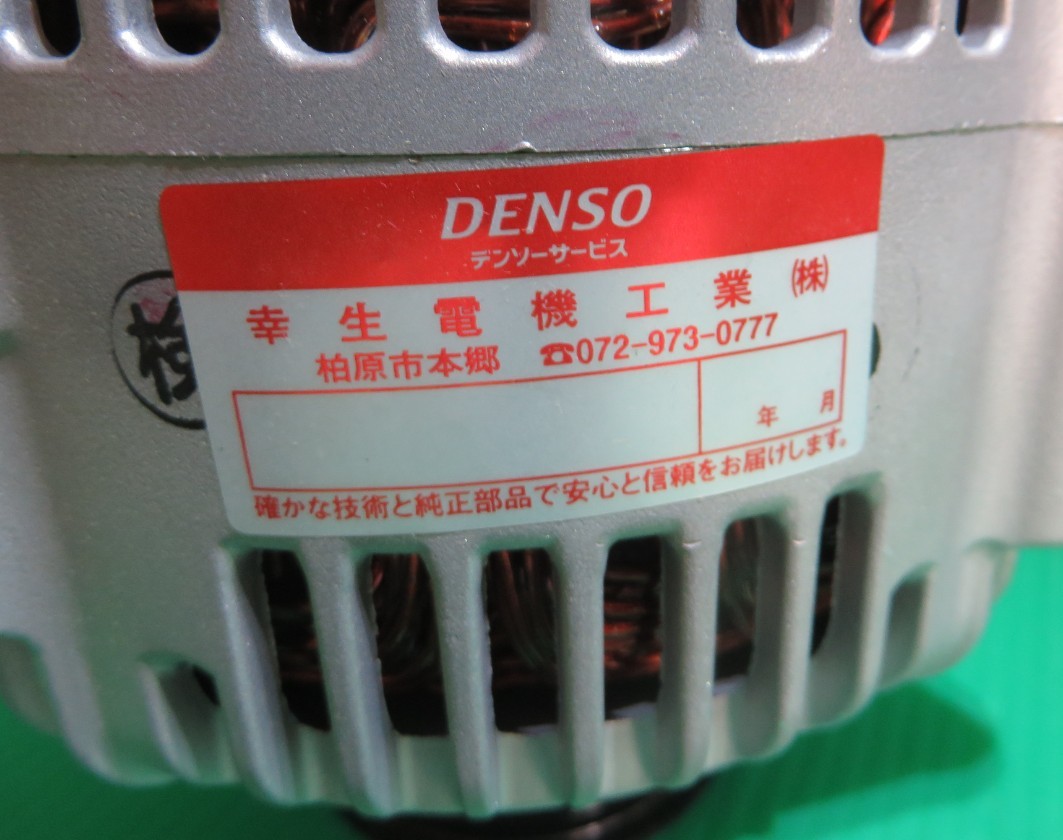 DENSO
デンソーサービス
幸生電機工業㈱
柏原市本郷 ☎072-973-0777
年 月
確かな技術と純正部品で安心と信頼をお届けします。
検